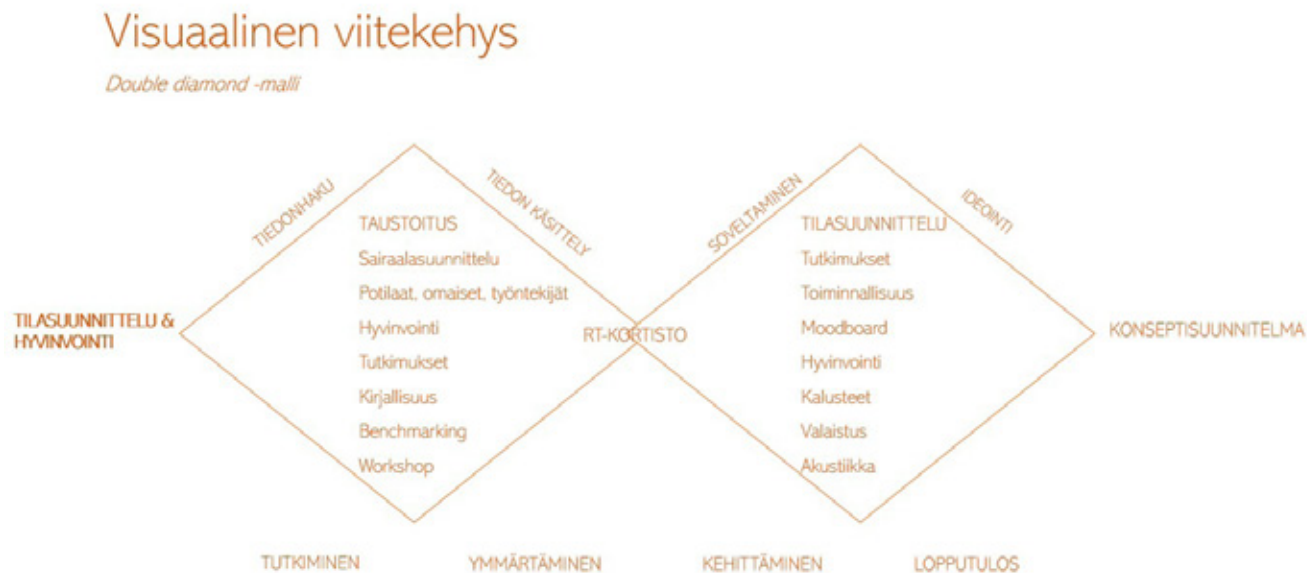 Visuaalinen viitekehys
Double diamond -malli
TIEDONHAKU
TIEDON KÄSITTELY
SOVELTAMINEN
IDEOINTI
TILASUUNNITTELU &
HYVINVOINTI
TAUSTOITUS
Sairaalasuunnittelu
Potilaat, omaiset, työntekijät
Hyvinvointi
Tutkimukset
Kirjallisuus
Benchmarking
Workshop
RT-KORTISTO
TILASUUNNITTELU
Tutkimukset
Toiminnallisuus
Moodboard
Hyvinvointi
Kalusteet
Valaistus
Akustiikka
KONSEPTISUUNNITELMA
TUTKIMINEN
YMMÄRTÄMINEN
KEHITTÄMINEN
LOPPUTULOS